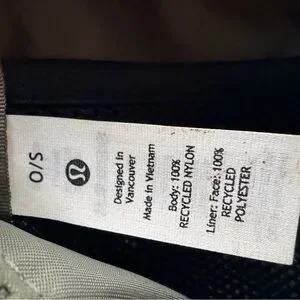 O/S
Designed in
Vancouver
Made in Vietnam
Body: 100%
RECYCLED NYLON
Liner: Face: 100%
RECYCLED
POLYESTER